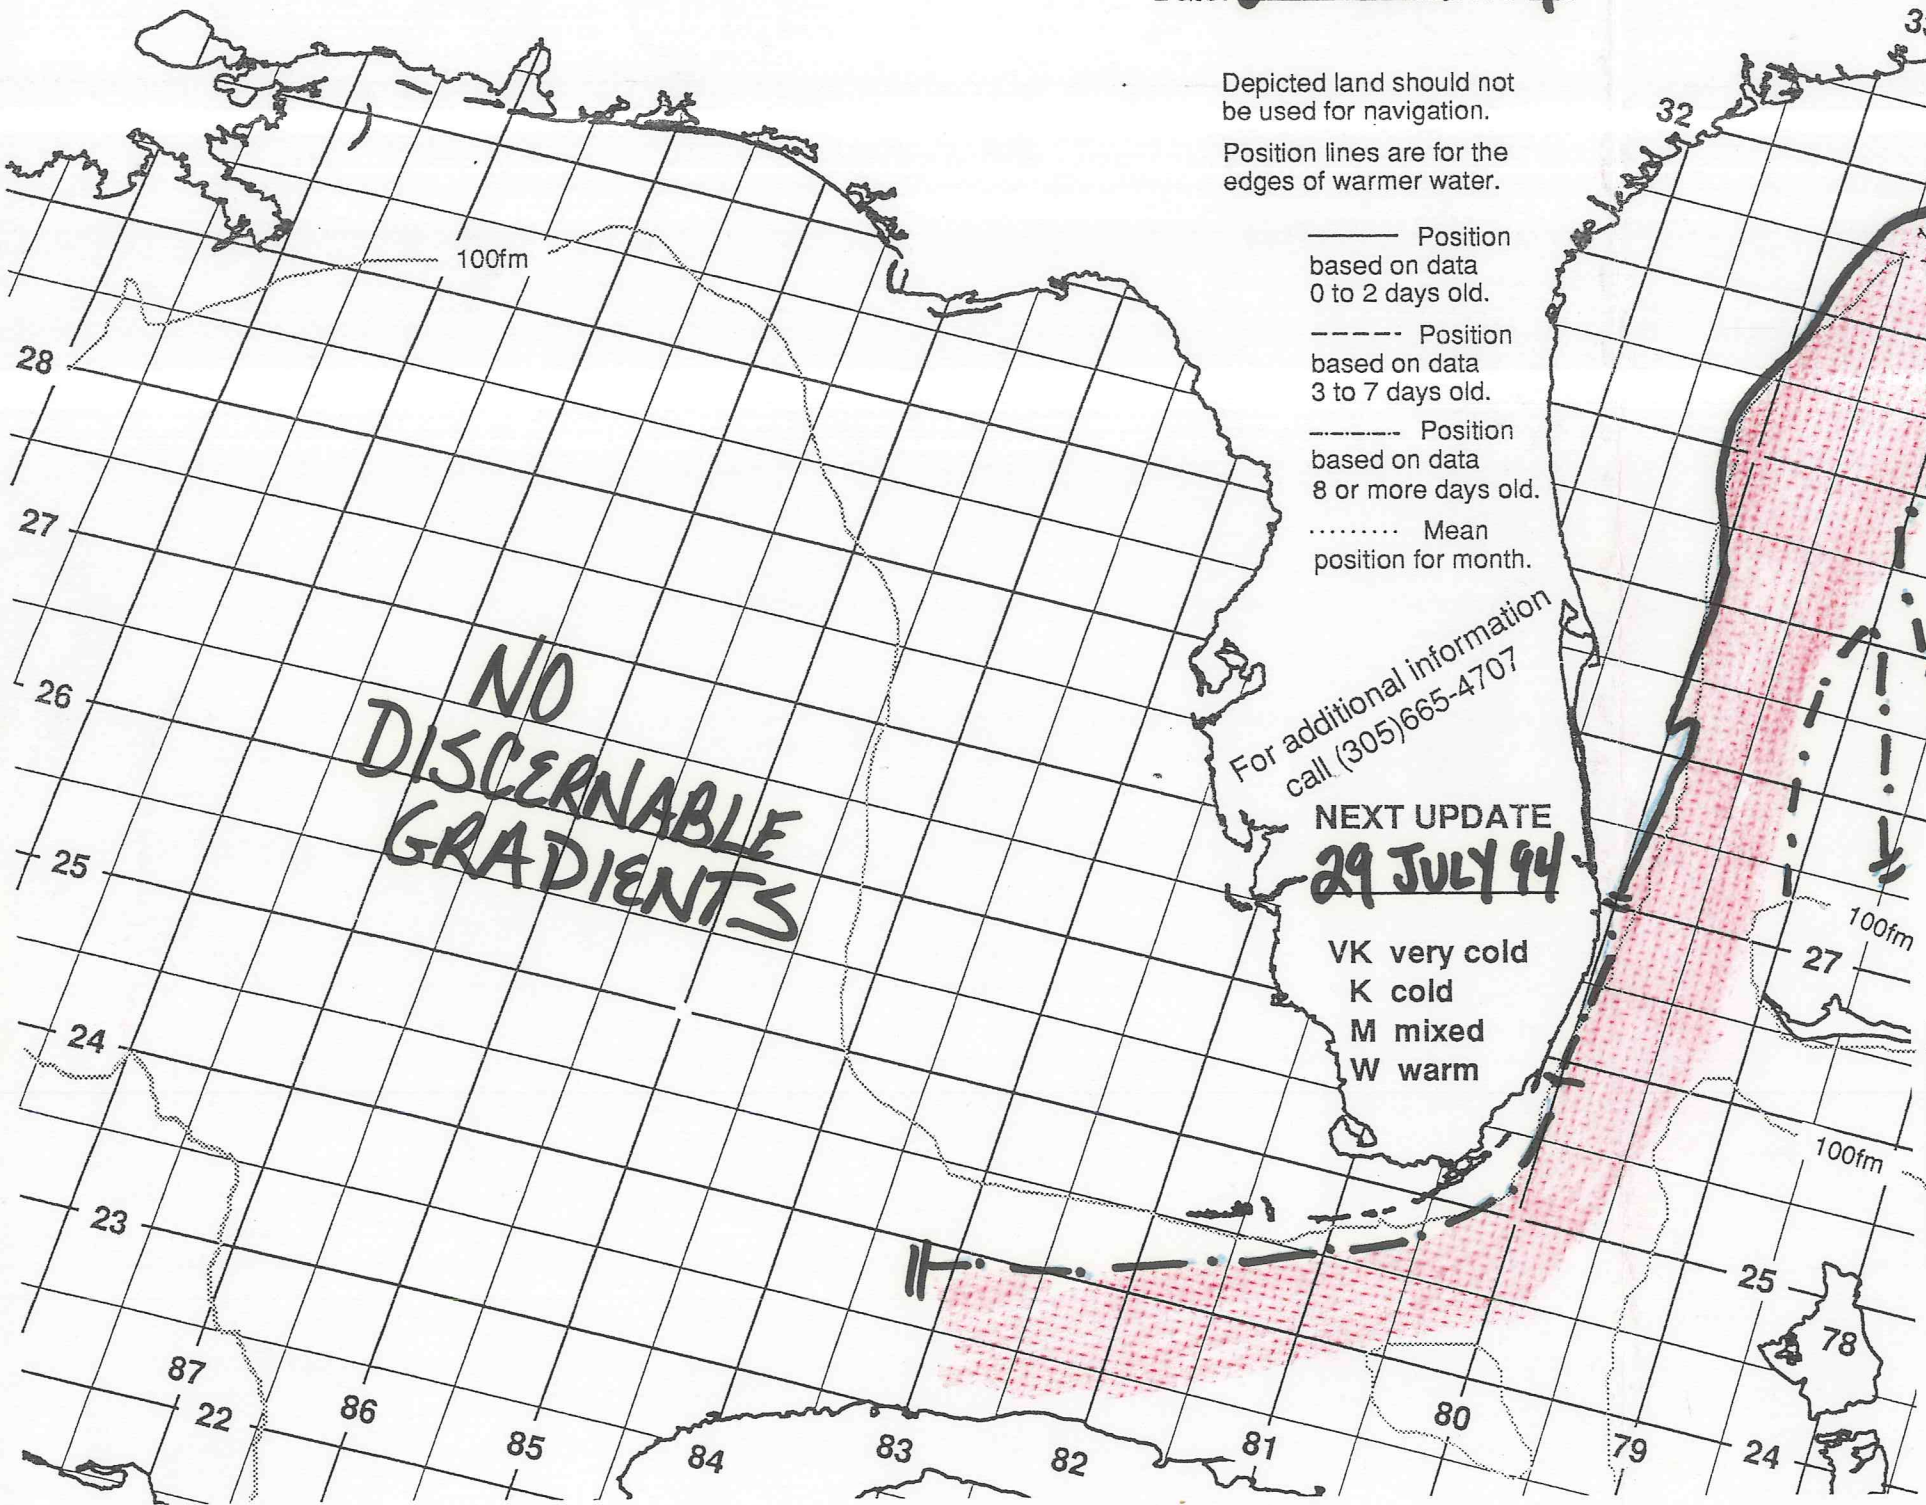 Depicted land should not
be used for navigation.
Position lines are for the
edges of warmer water.
Position
based on data
0 to 2 days old.
Position
based on data
3 to 7 days old.
Position
based on data
8 or more days old.
Mean
position for month.
For additional information
call (305)665-4707
NEXT UPDATE
29 JULY 94
VK very cold
K cold
M mixed
W warm
NO
DISCERNABLE
GRADIENTS
100fm
100fm
100fm
32
28
27
26
25
24
23
22
87
86
85
84
83
82
81
80
79
78
27
25
24